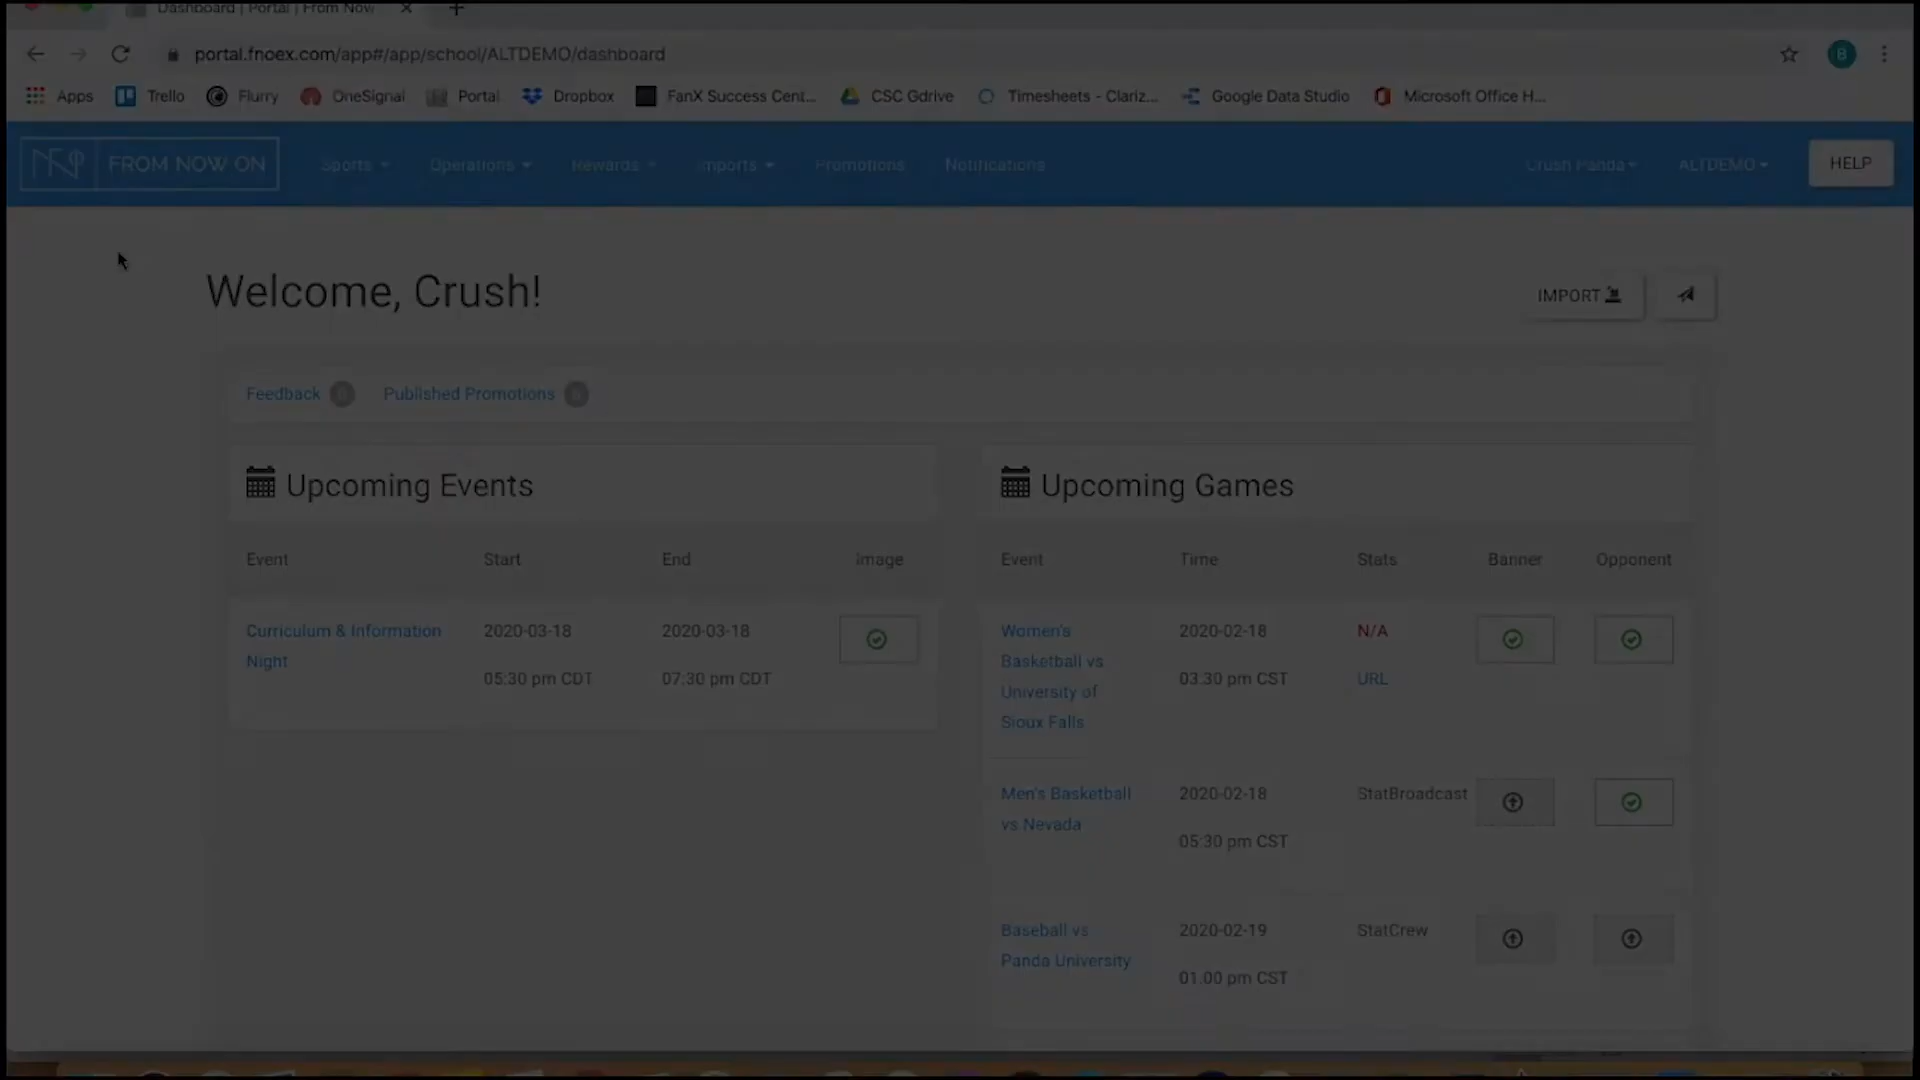 Dashboard | Portal | From Now
portal.fnoex.com/app#/app/school/ALTDEMO/dashboard
B
Apps Trello Flurry OneSignal Portal Dropbox FanX Success Cent... CSC Gdrive Timesheets - Clariz... Google Data Studio Microsoft Office H...
FROM NOW ON Sports Operations Rewards Imports Promotions Notifications Crush Panda ALTDEMO HELP
Welcome, Crush!
IMPORT
Feedback Published Promotions
Upcoming Events
Event Start End Image
Curriculum & Information
Night
2020-03-18
05:30 pm CDT
2020-03-18
07:30 pm CDT
Upcoming Games
Event Time Stats Banner Opponent
Women's
Basketball vs
University of
Sioux Falls
2020-02-18
03:30 pm CST
N/A
URL
Men's Basketball
vs Nevada
2020-02-18
05:30 pm CST
StatBroadcast
Baseball vs
Panda University
2020-02-19
01:00 pm CST
StatCrew